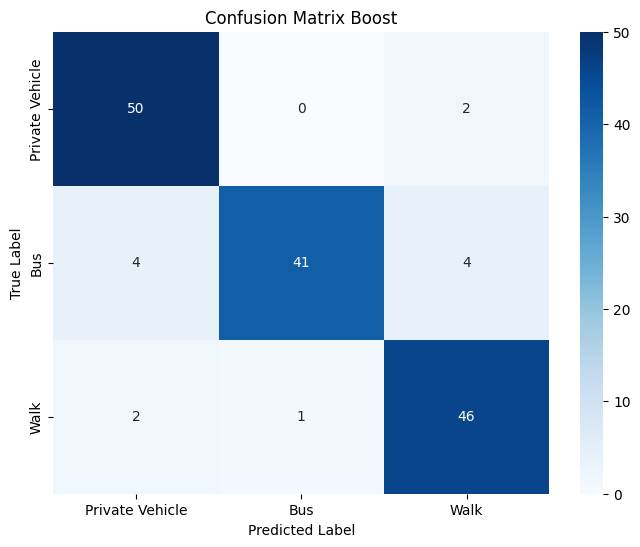 Confusion Matrix Boost
True Label
Private Vehicle
50 0 2
Bus
4 41 4
Walk
2 1 46
Private Vehicle Bus Walk
Predicted Label
50
40
30
20
10
0